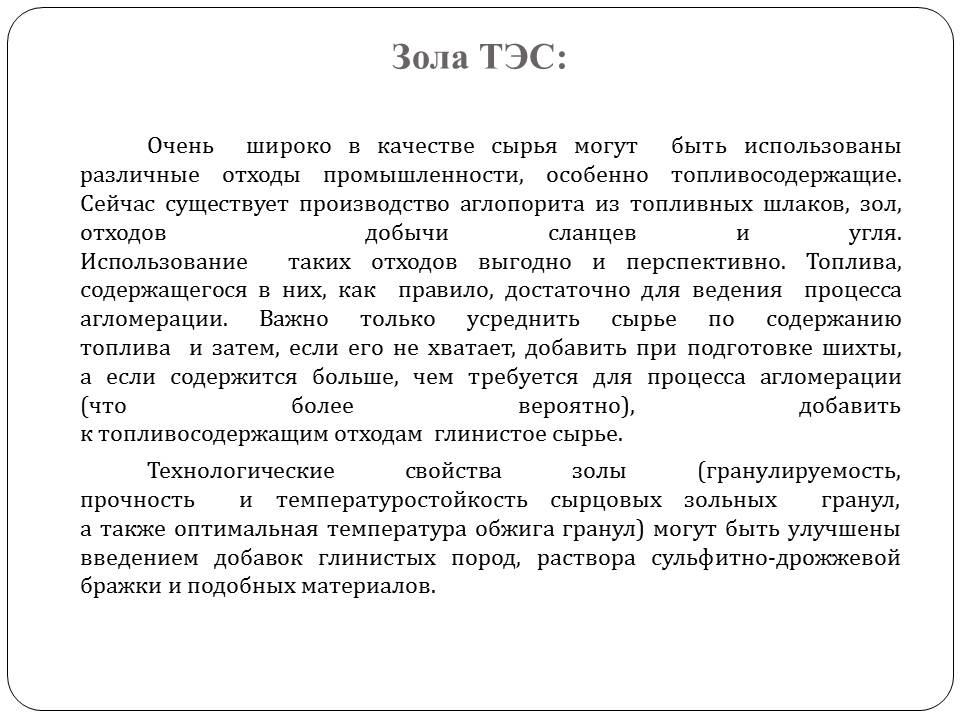 Зола ТЭС:
Очень широко в качестве сырья могут быть использованы
различные отходы промышленности, особенно топливосодержащие.
Сейчас существует производство аглопорита из топливных шлаков, зол,
отходов добычи сланцев и угля.
Использование таких отходов выгодно и перспективно. Топлива,
содержащегося в них, как правило, достаточно для ведения процесса
агломерации. Важно только усреднить сырье по содержанию
топлива и затем, если его не хватает, добавить при подготовке шихты,
а если содержится больше, чем требуется для процесса агломерации
(что более вероятно), добавить
к топливосодержащим отходам глинистое сырье.
Технологические свойства золы (гранулируемость,
прочность и температуростойкость сырцовых зольных гранул,
а также оптимальная температура обжига гранул) могут быть улучшены
введением добавок глинистых пород, раствора сульфитно-дрожжевой
бражки и подобных материалов.